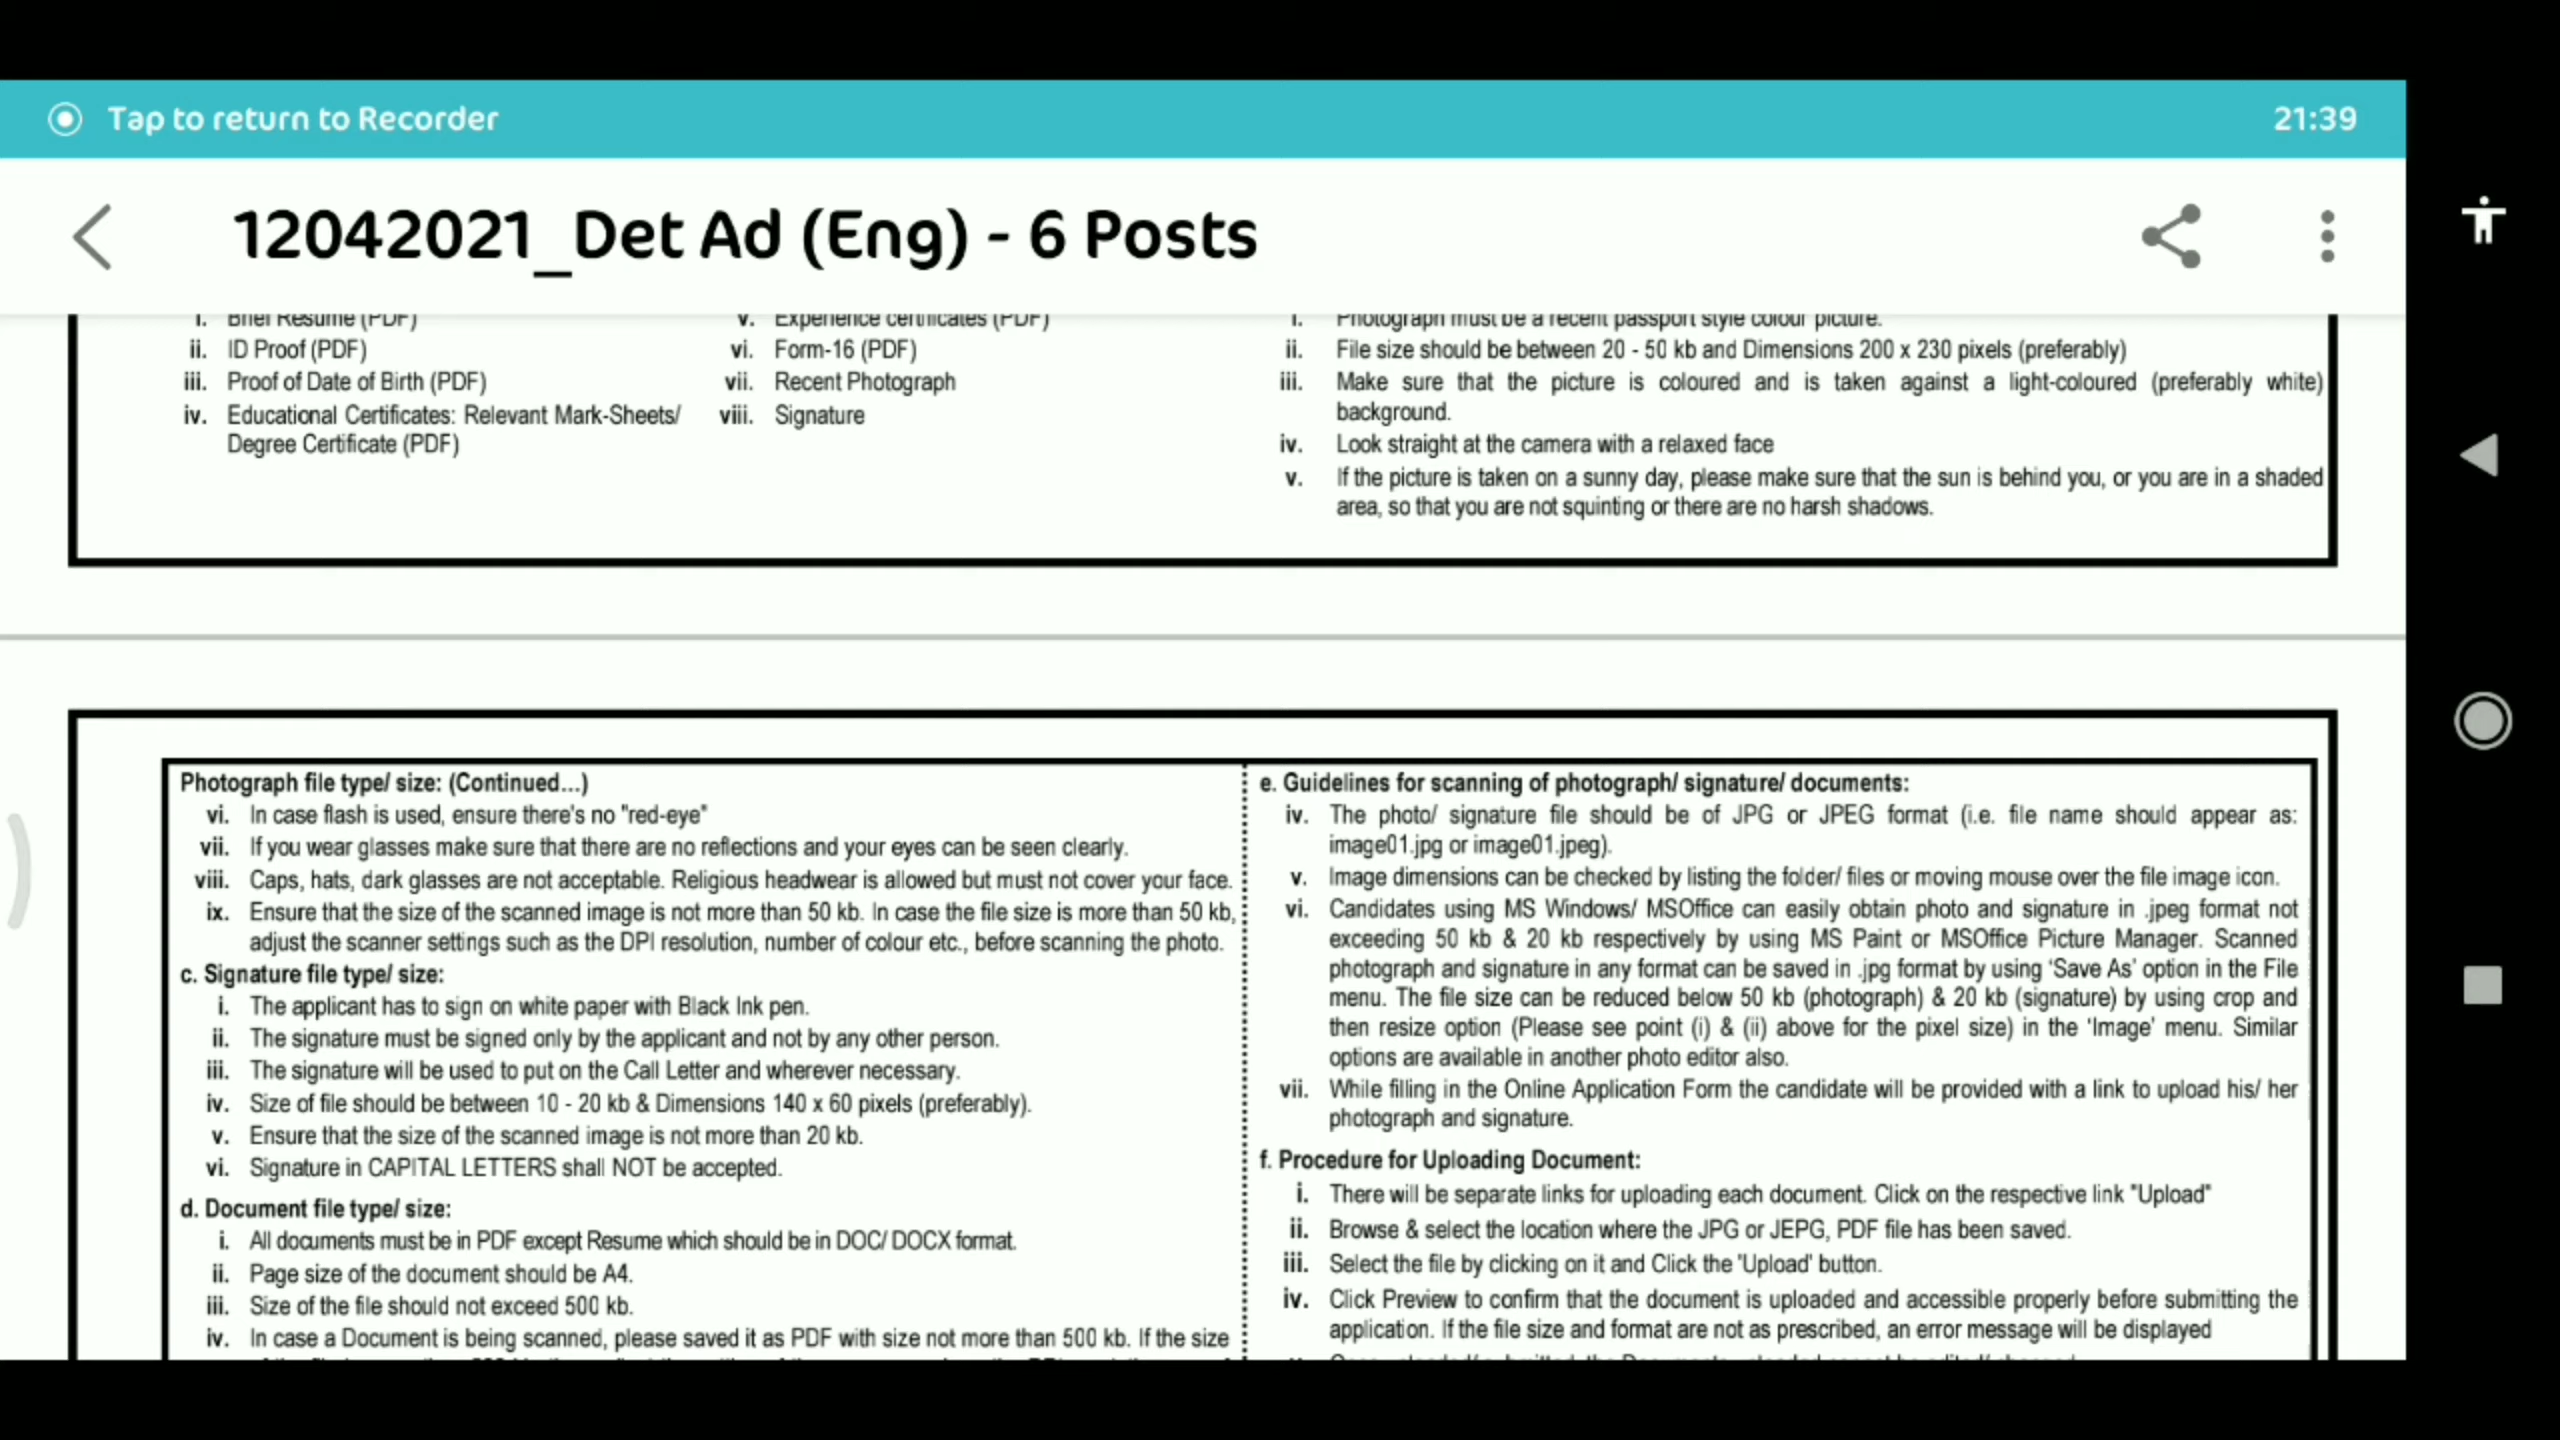 Tap to return to Recorder
21:39
12042021_Det Ad (Eng) - 6 Posts
i. Brief Resume (PDF)
ii. ID Proof (PDF)
iii. Proof of Date of Birth (PDF)
iv. Educational Certificates: Relevant Mark-Sheets/
Degree Certificate (PDF)
v. Experience certificates (PDF)
vi. Form-16 (PDF)
vii. Recent Photograph
viii. Signature
i. Photograph must be a recent passport style colour picture.
ii. File size should be between 20 - 50 kb and Dimensions 200 x 230 pixels (preferably)
iii. Make sure that the picture is coloured and is taken against a light-coloured (preferably white)
background.
iv. Look straight at the camera with a relaxed face
v. If the picture is taken on a sunny day, please make sure that the sun is behind you, or you are in a shaded
area, so that you are not squinting or there are no harsh shadows.
Photograph file type/ size: (Continued...)
vi. In case flash is used, ensure there's no "red-eye"
vii. If you wear glasses make sure that there are no reflections and your eyes can be seen clearly.
viii. Caps, hats, dark glasses are not acceptable. Religious headwear is allowed but must not cover your face.
ix. Ensure that the size of the scanned image is not more than 50 kb. In case the file size is more than 50 kb,
adjust the scanner settings such as the DPI resolution, number of colour etc., before scanning the photo.
c. Signature file type/ size:
i. The applicant has to sign on white paper with Black Ink pen.
ii. The signature must be signed only by the applicant and not by any other person.
iii. The signature will be used to put on the Call Letter and wherever necessary.
iv. Size of file should be between 10 - 20 kb & Dimensions 140 x 60 pixels (preferably).
v. Ensure that the size of the scanned image is not more than 20 kb.
vi. Signature in CAPITAL LETTERS shall NOT be accepted.
d. Document file type/ size:
i. All documents must be in PDF except Resume which should be in DOC/ DOCX format.
ii. Page size of the document should be A4.
iii. Size of the file should not exceed 500 kb.
iv. In case a Document is being scanned, please saved it as PDF with size not more than 500 kb. If the size
e. Guidelines for scanning of photograph/ signature/ documents:
iv. The photo/ signature file should be of JPG or JPEG format (i.e. file name should appear as:
image01.jpg or image01.jpeg).
v. Image dimensions can be checked by listing the folder/ files or moving mouse over the file image icon.
vi. Candidates using MS Windows/ MSOffice can easily obtain photo and signature in .jpeg format not
exceeding 50 kb & 20 kb respectively by using MS Paint or MSOffice Picture Manager. Scanned
photograph and signature in any format can be saved in .jpg format by using ‘Save As’ option in the File
menu. The file size can be reduced below 50 kb (photograph) & 20 kb (signature) by using crop and
then resize option (Please see point (i) & (ii) above for the pixel size) in the ‘Image’ menu. Similar
options are available in another photo editor also.
vii. While filling in the Online Application Form the candidate will be provided with a link to upload his/ her
photograph and signature.
f. Procedure for Uploading Document:
i. There will be separate links for uploading each document. Click on the respective link "Upload"
ii. Browse & select the location where the JPG or JEPG, PDF file has been saved.
iii. Select the file by clicking on it and Click the 'Upload' button.
iv. Click Preview to confirm that the document is uploaded and accessible properly before submitting the
application. If the file size and format are not as prescribed, an error message will be displayed